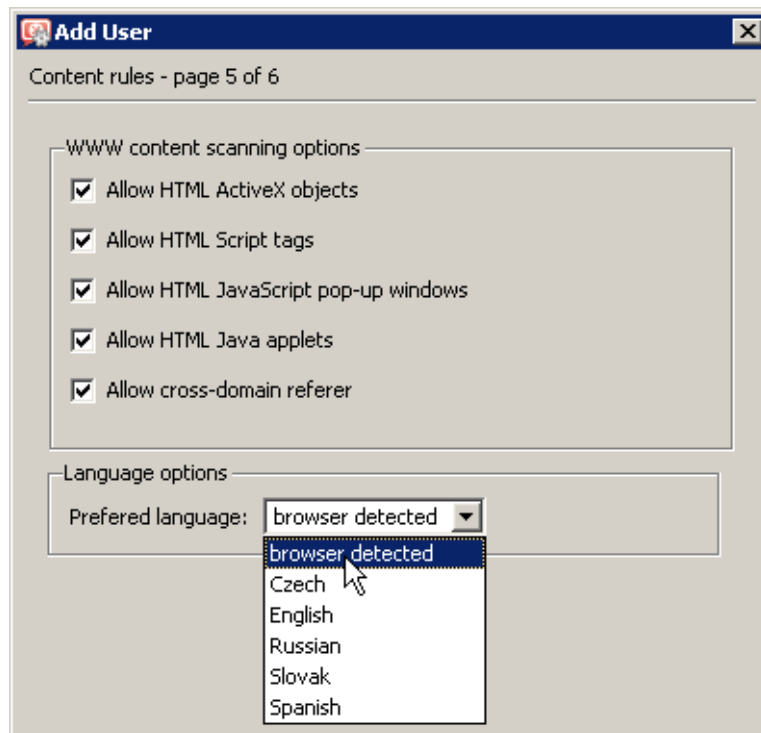 Add User
Content rules - page 5 of 6
WWW content scanning options
Allow HTML ActiveX objects
Allow HTML Script tags
Allow HTML JavaScript pop-up windows
Allow HTML Java applets
Allow cross-domain referer
Language options
Prefered language: browser detected
browser detected
Czech
English
Russian
Slovak
Spanish